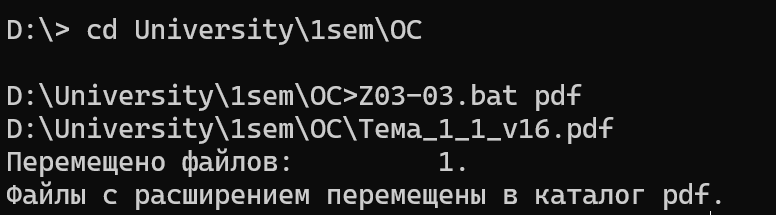 D:\> cd University\1sem\OC
D:\University\1sem\OC>Z03-03.bat pdf
D:\University\1sem\OC\Тема_1_1_v16.pdf
Перемещено файлов:         1.
Файлы с расширением перемещены в каталог pdf.